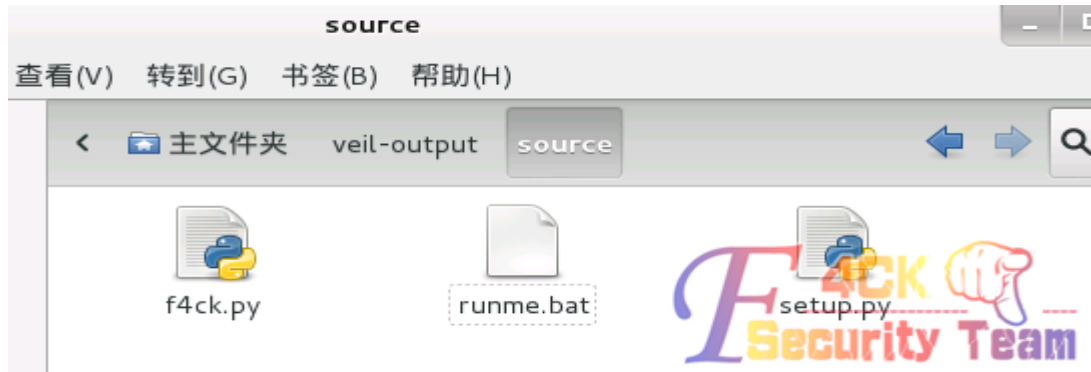 source
查看(V) 转到(G) 书签(B) 帮助(H)
主文件夹 veil-output source
f4ck.py runme.bat setup.py
F4CK
Security Team